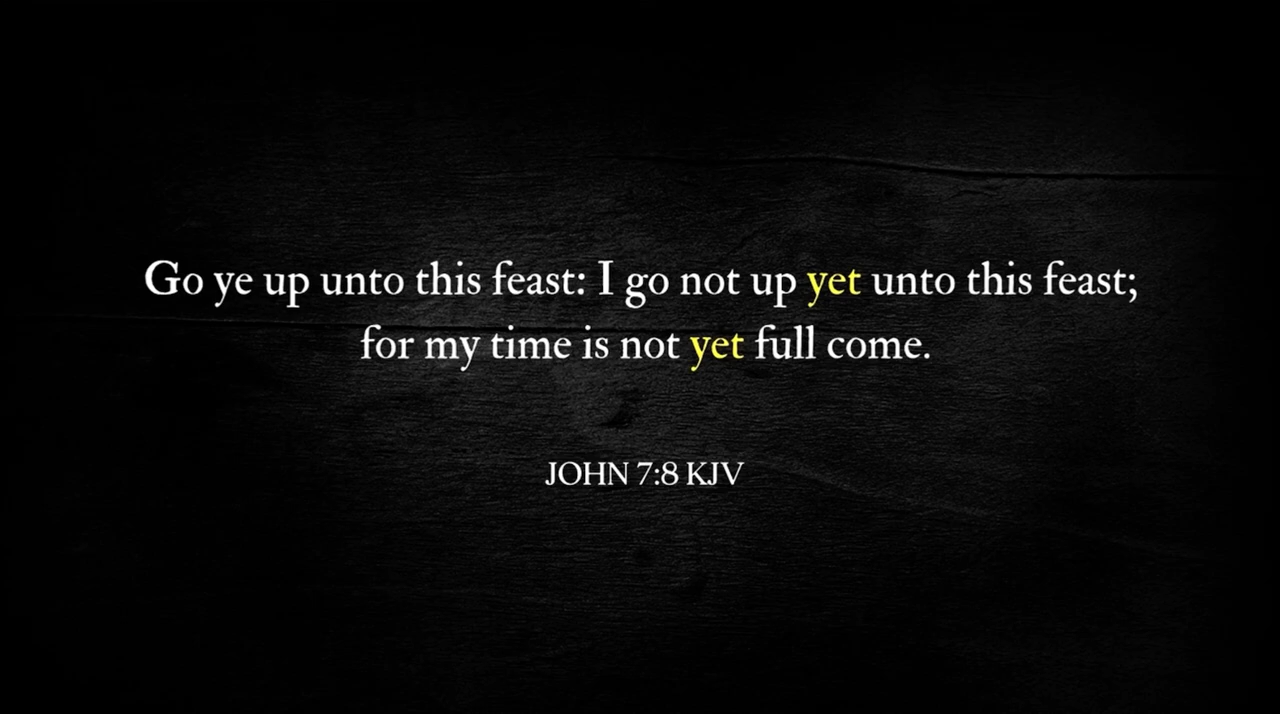 Go ye up unto this feast: I go not up yet unto this feast;
for my time is not yet full come.
JOHN 7:8 KJV